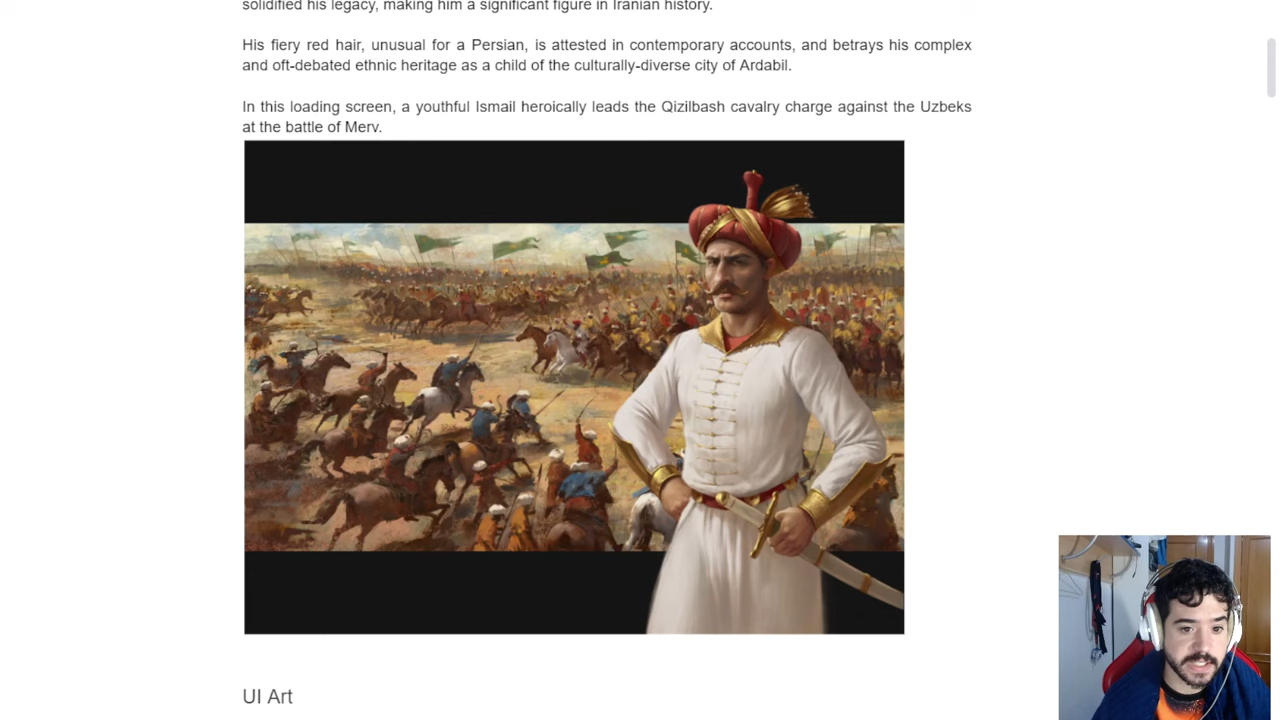 solidified his legacy, making him a significant figure in Iranian history.
His fiery red hair, unusual for a Persian, is attested in contemporary accounts, and betrays his complex
and oft-debated ethnic heritage as a child of the culturally-diverse city of Ardabil.
In this loading screen, a youthful Ismail heroically leads the Qizilbash cavalry charge against the Uzbeks
at the battle of Merv.
UI Art